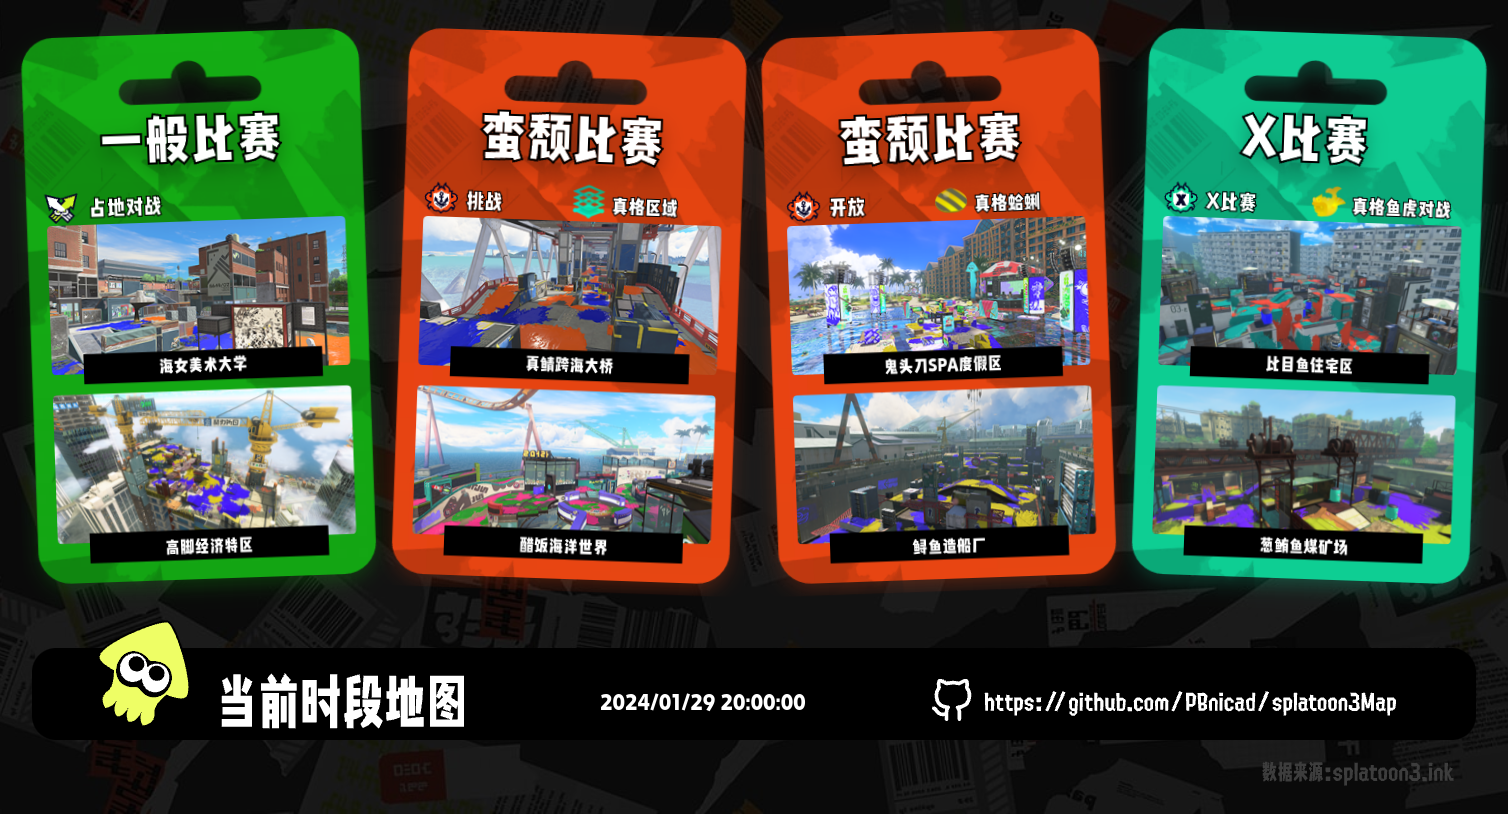 一般比赛
占地对战
海女美术大学
高脚经济特区
蛮颓比赛
挑战
真格区域
真鲷跨海大桥
醋饭海洋世界
蛮颓比赛
开放
真格蛤蜊
鬼头刀SPA度假区
鲟鱼造船厂
X比赛
X比赛
真格鱼虎对战
比目鱼住宅区
葱鲔鱼煤矿场
当前时段地图
2024/01/29 20:00:00
https://github.com/PBnicad/splatoon3Map
数据来源:splatoon3.ink